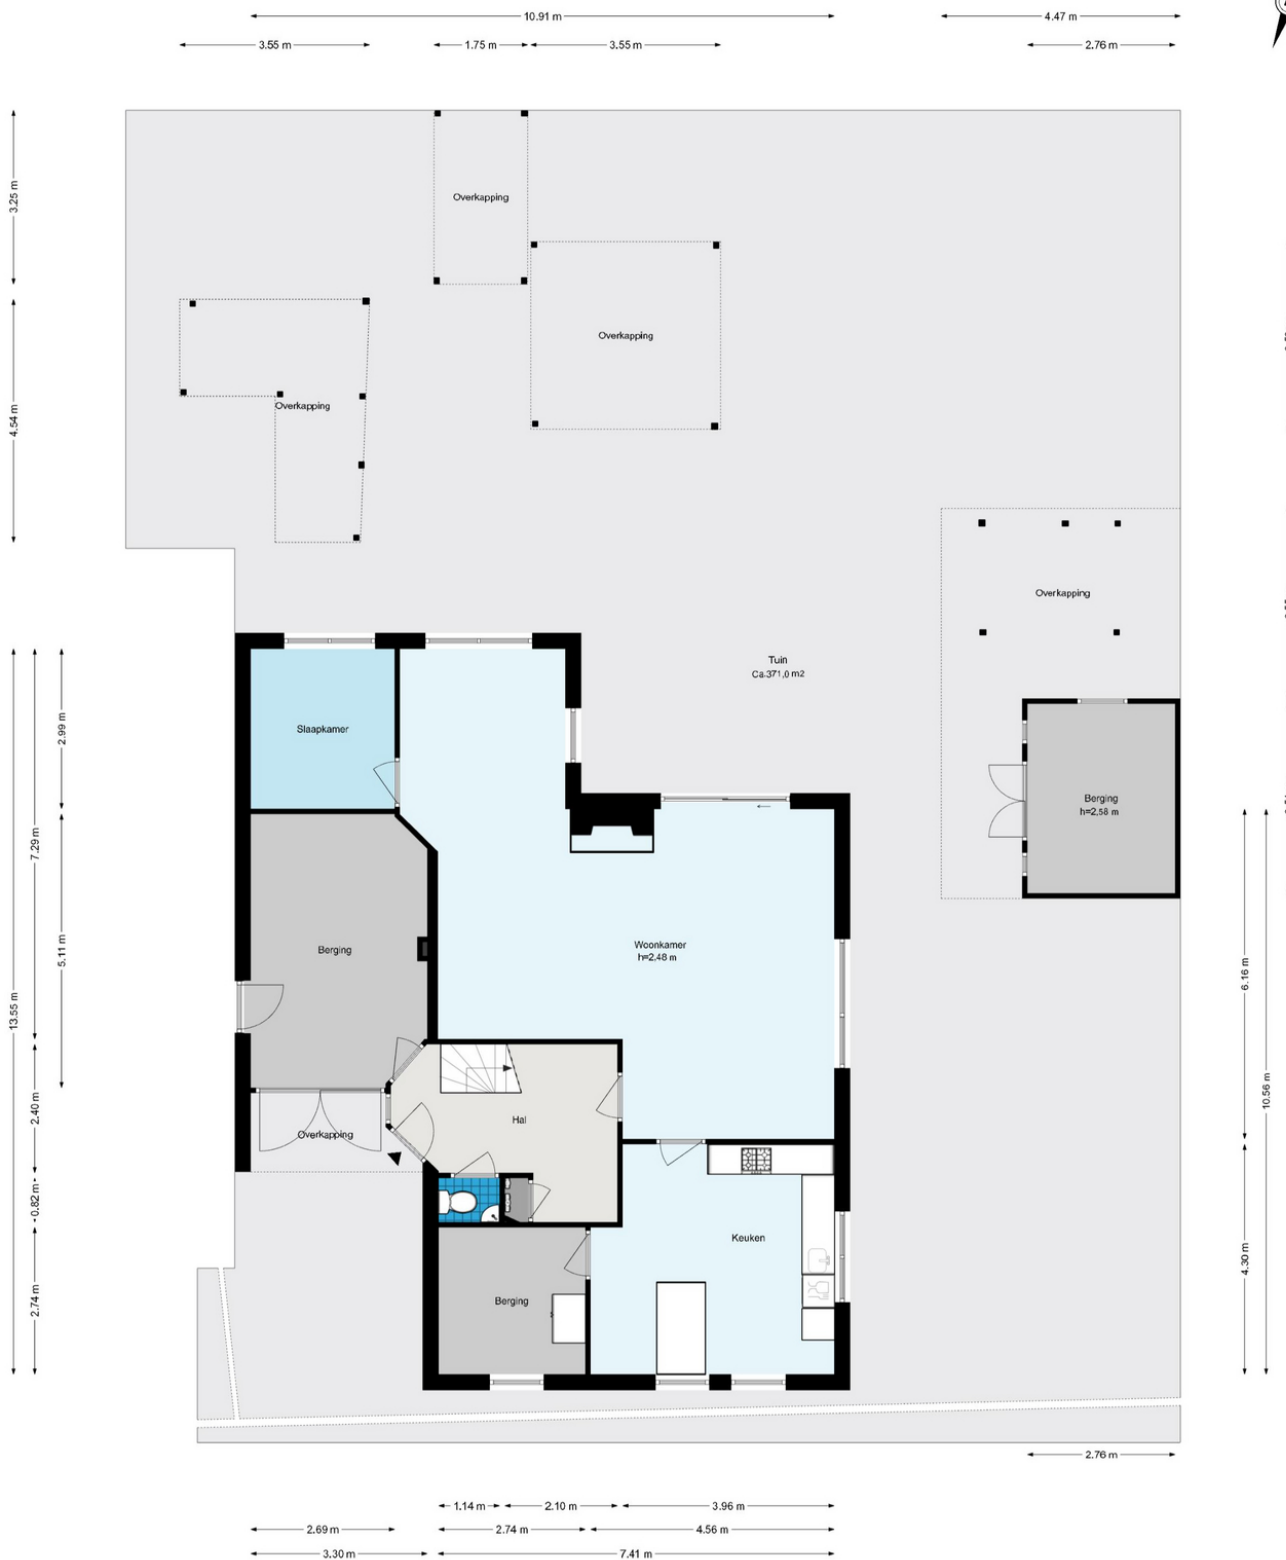 10.91 m
4.47 m
3.55 m
1.75 m
3.55 m
2.76 m
3.25 m
Overkapping
Overkapping
4.54 m
Overkapping
Overkapping
Tuin
Ca.371,0 m2
2.99 m
Slaapkamer
Berging
h=2,58 m
7.29 m
5.11 m
Berging
Woonkamer
h=2.48 m
6.16 m
13.55 m
10.56 m
2.40 m
Hal
Overkapping
0.82 m
Keuken
4.30 m
2.74 m
Berging
2.76 m
1.14 m
2.10 m
3.96 m
2.69 m
2.74 m
4.56 m
3.30 m
7.41 m